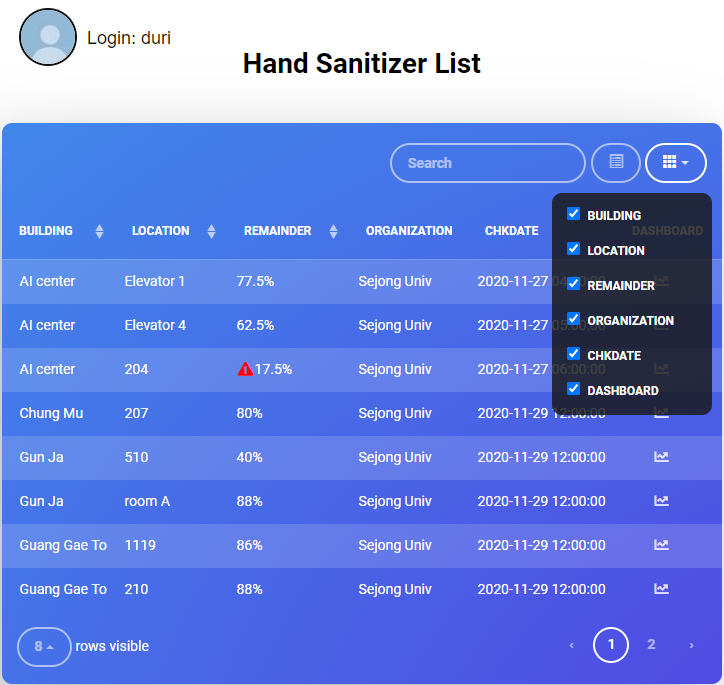 Login: duri
Hand Sanitizer List
Search
BUILDING LOCATION REMAINDER ORGANIZATION CHKDATE DASHBOARD
BUILDING
LOCATION
REMAINDER
ORGANIZATION
CHKDATE
DASHBOARD
AI center Elevator 1 77.5% Sejong Univ 2020-11-27 04:00:00
AI center Elevator 4 62.5% Sejong Univ 2020-11-27 05:00:00
AI center 204 17.5% Sejong Univ 2020-11-27 06:00:00
Chung Mu 207 80% Sejong Univ 2020-11-29 12:00:00
Gun Ja 510 40% Sejong Univ 2020-11-29 12:00:00
Gun Ja room A 88% Sejong Univ 2020-11-29 12:00:00
Guang Gae To 1119 86% Sejong Univ 2020-11-29 12:00:00
Guang Gae To 210 88% Sejong Univ 2020-11-29 12:00:00
8 rows visible
‹ 1 2 ›